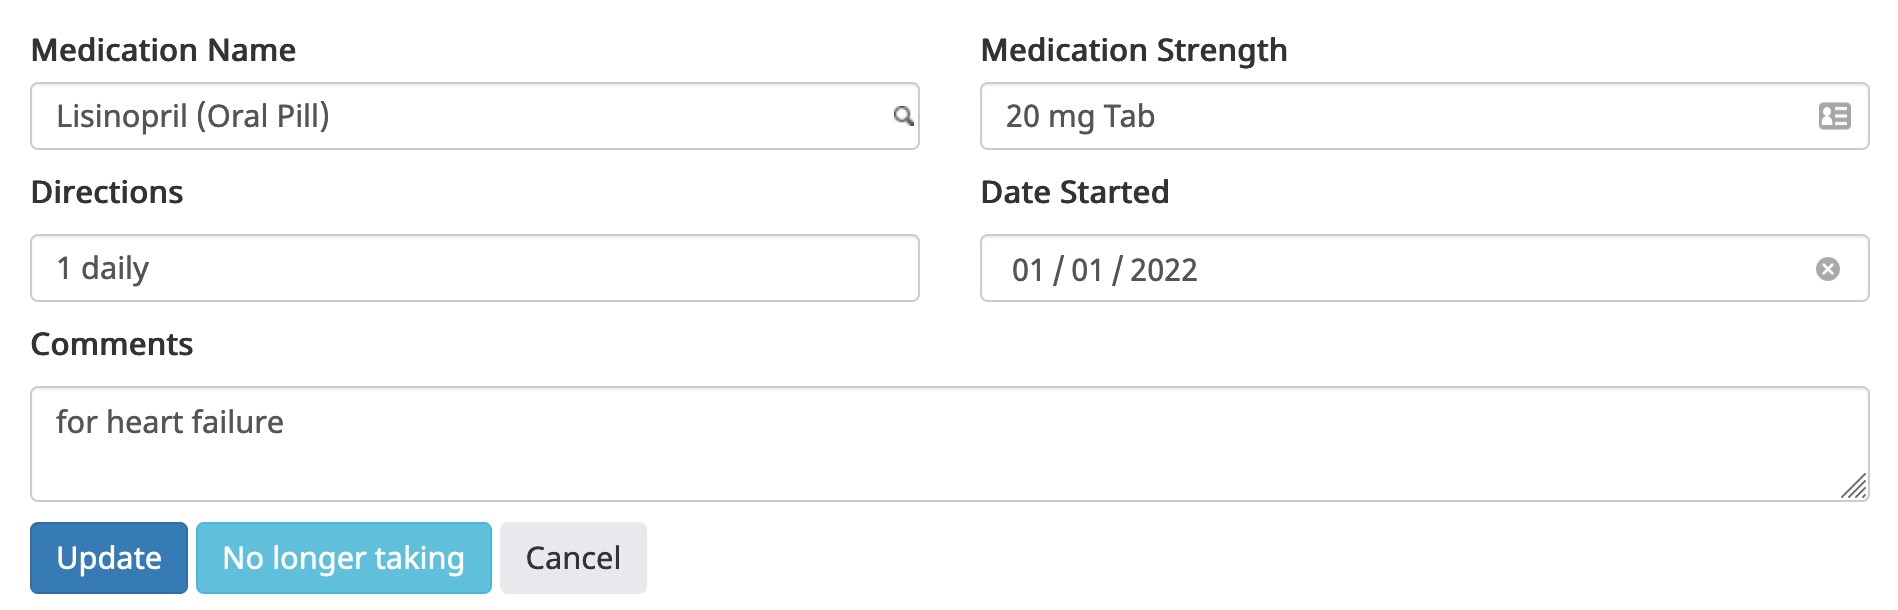 Medication Name
Medication Strength
Lisinopril (Oral Pill)
20 mg Tab
Directions
Date Started
1 daily
01 / 01 / 2022
Comments
for heart failure
Update
No longer taking
Cancel